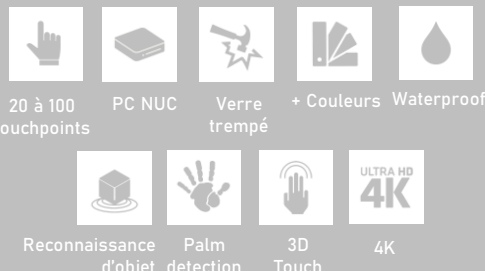 20 à 100
ouchpoints
PC NUC
Verre
trempé
+ Couleurs
Waterproof
ULTRA HD
4K
Reconnaissance
d'objet
Palm
detection
3D
Touch
4K